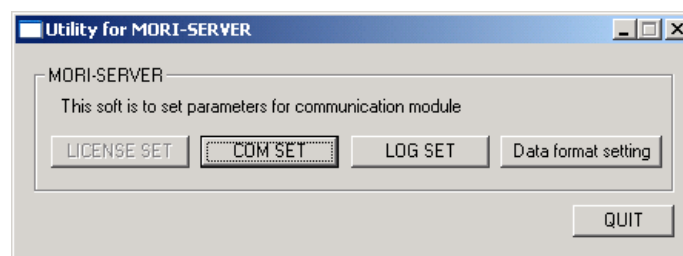 Utility for MORI-SERVER
MORI-SERVER
This soft is to set parameters for communication module
LICENSE SET COM SET LOG SET Data format setting
QUIT